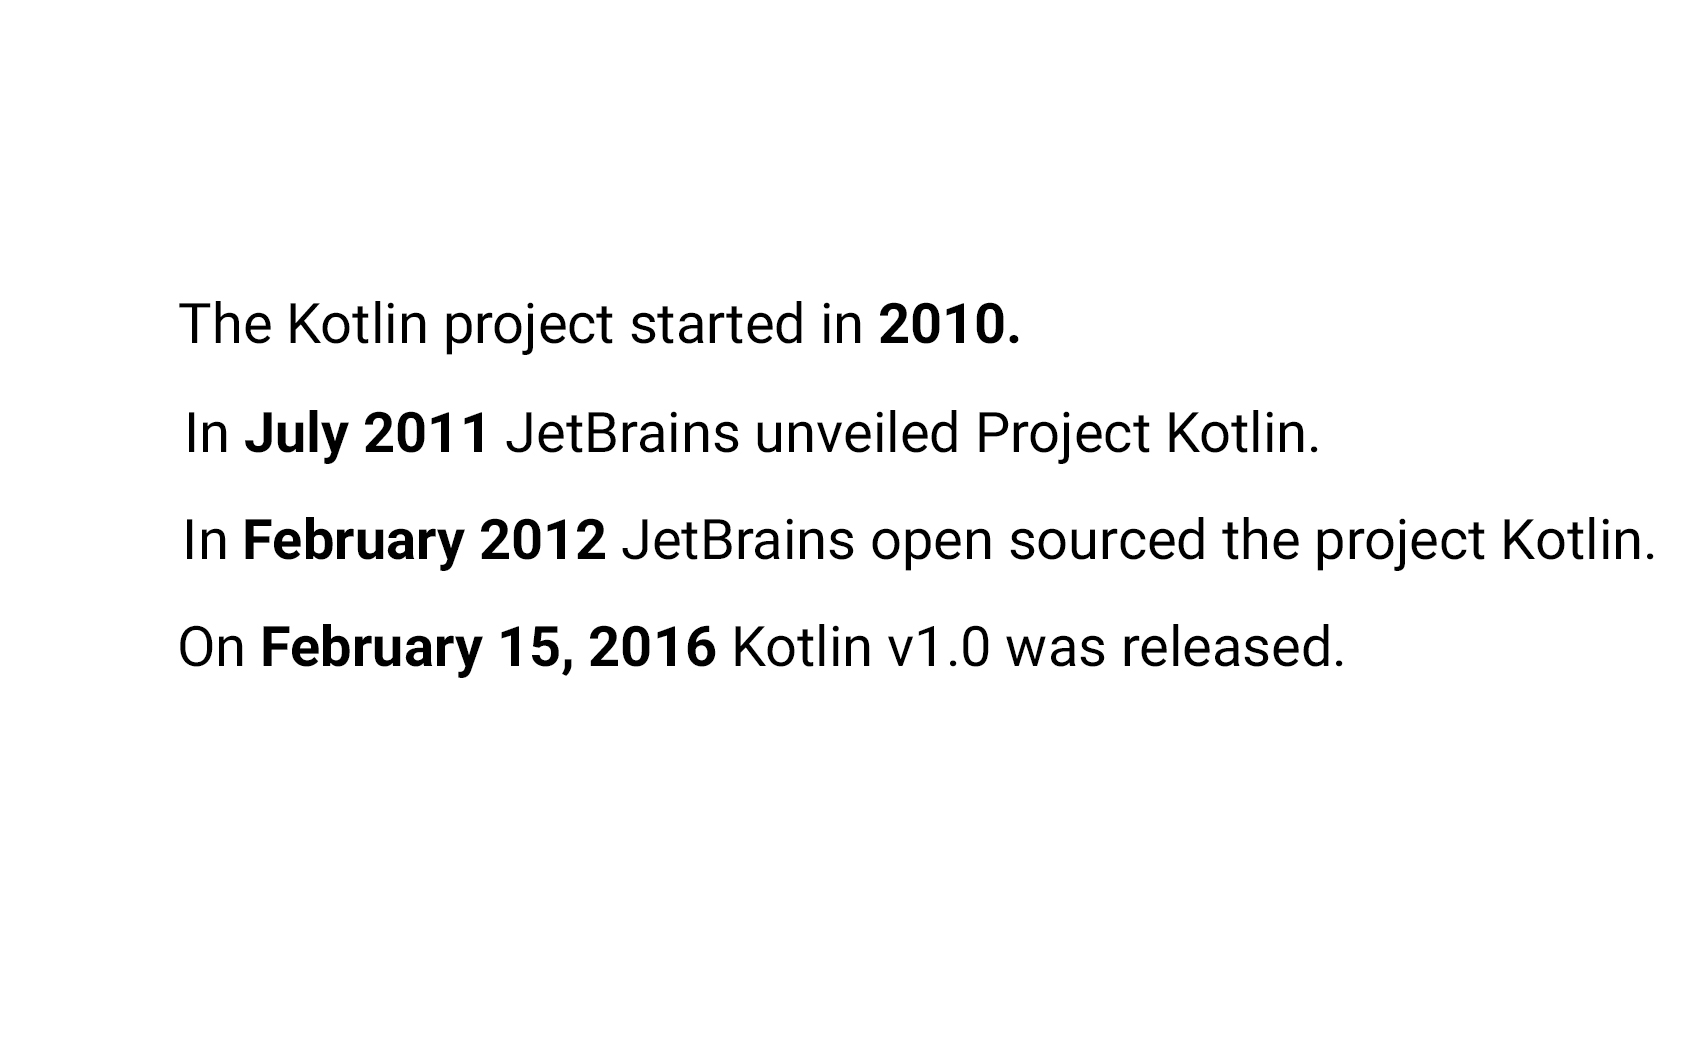 The Kotlin project started in 2010.
In July 2011 JetBrains unveiled Project Kotlin.
In February 2012 JetBrains open sourced the project Kotlin.
On February 15, 2016 Kotlin v1.0 was released.